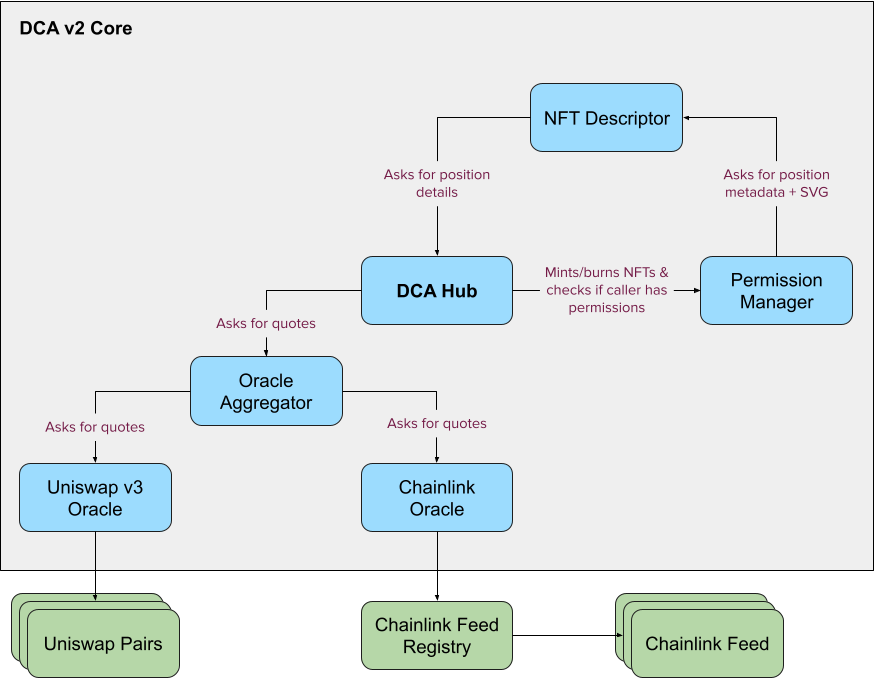 DCA v2 Core
NFT Descriptor
Asks for position
details
Asks for position
metadata + SVG
DCA Hub
Mints/burns NFTs &
checks if caller has
permissions
Permission
Manager
Asks for quotes
Oracle
Aggregator
Asks for quotes
Asks for quotes
Uniswap v3
Oracle
Chainlink
Oracle
Uniswap Pairs
Chainlink Feed
Registry
Chainlink Feed